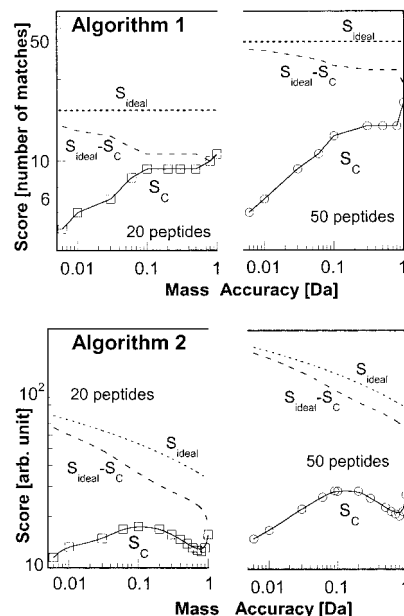 Algorithm 1
50
10
6
Score [number of matches]
S_ideal
S_ideal-S_C
S_C
20 peptides
S_ideal
S_ideal-S_C
S_C
50 peptides
0.01 0.1 1 0.01 0.1 1
Mass Accuracy [Da]
Algorithm 2
10²
10
Score [arb. unit]
20 peptides
S_ideal
S_ideal-S_C
S_C
S_ideal
S_ideal-S_C
50 peptides
S_C
0.01 0.1 1 0.01 0.1 1
Mass Accuracy [Da]